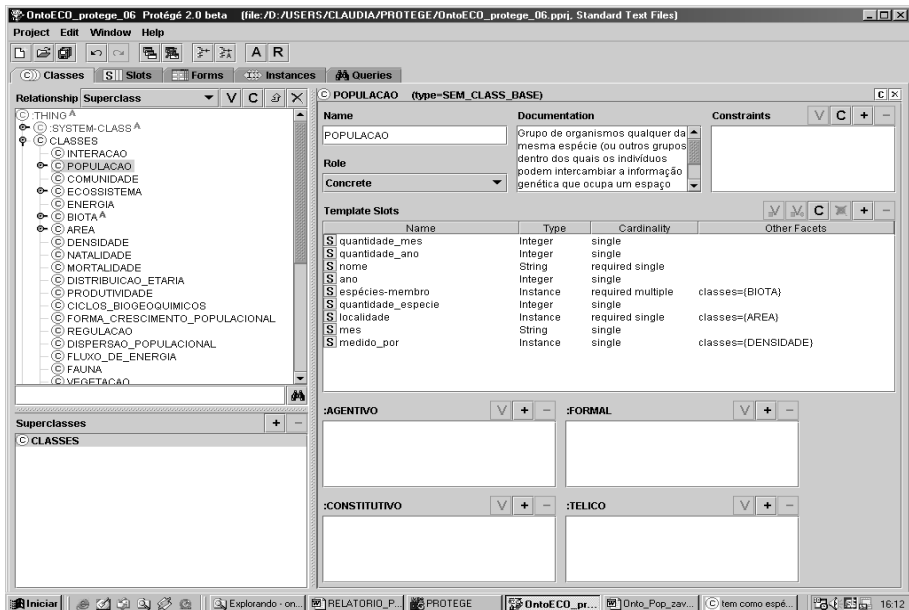 OntoECO_protege_06 Protégé 2.0 beta (file:/D:/USERS/CLAUDIA/PROTEGE/OntoECO_protege_06.pprj, Standard Text Files)
Project Edit Window Help
A R
C Classes S Slots Forms Instances Queries
Relationship Superclass V C X
C :THING A
C :SYSTEM-CLASS A
C CLASSES
C INTERACAO
C POPULACAO
C COMUNIDADE
C ECOSSISTEMA
C ENERGIA
C BIOTA A
C AREA
C DENSIDADE
C NATALIDADE
C MORTALIDADE
C DISTRIBUICAO_ETARIA
C PRODUTIVIDADE
C CICLOS_BIOGEOQUIMICOS
C FORMA_CRESCIMENTO_POPULACIONAL
C REGULACAO
C DISPERSAO_POPULACIONAL
C FLUXO_DE_ENERGIA
C FAUNA
C VEGETACAO
Superclasses + -
C CLASSES
C POPULACAO (type=SEM_CLASS_BASE) C X
Name
POPULACAO
Role
Concrete
Documentation
Grupo de organismos qualquer da
mesma espécie (ou outros grupos
dentro dos quais os indivíduos
podem intercambiar a informação
genética que ocupa um espaço
Constraints V C + -
Template Slots C + -
Name Type Cardinality Other Facets
S quantidade_mes Integer single
S quantidade_ano Integer single
S nome String required single
S ano Integer single
S espécies-membro Instance required multiple classes={BIOTA}
S quantidade_especie Integer single
S localidade Instance required single classes={AREA}
S mes String single
S medido_por Instance single classes={DENSIDADE}
:AGENTIVO V + - :FORMAL V + -
:CONSTITUTIVO V + - :TELICO V + -
Iniciar Explorando - on... RELATORIO_P... PROTEGE OntoECO_pr... Onto_Pop_zav... tem como espé... 16:12